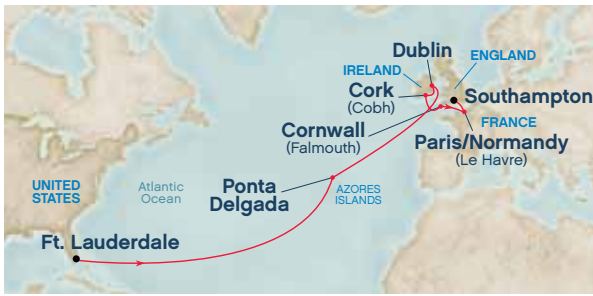 Dublin
ENGLAND
IRELAND
Cork
(Cobh)
Southampton
FRANCE
Cornwall
(Falmouth)
Paris/Normandy
(Le Havre)
UNITED
STATES
Atlantic
Ocean
Ponta
Delgada
AZORES
ISLANDS
Ft. Lauderdale